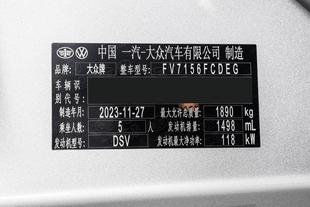 中国 一汽-大众汽车有限公司 制造
品牌: 大众牌 整车型号: FV7156FCDEG
车辆识别代号:
制造年月: 2023-11-27 最大允许总质量: 1890 kg
乘坐人数: 5 人 发动机排量: 1498 mL
发动机型号: DSV 发动机最大净功率: 118 kW